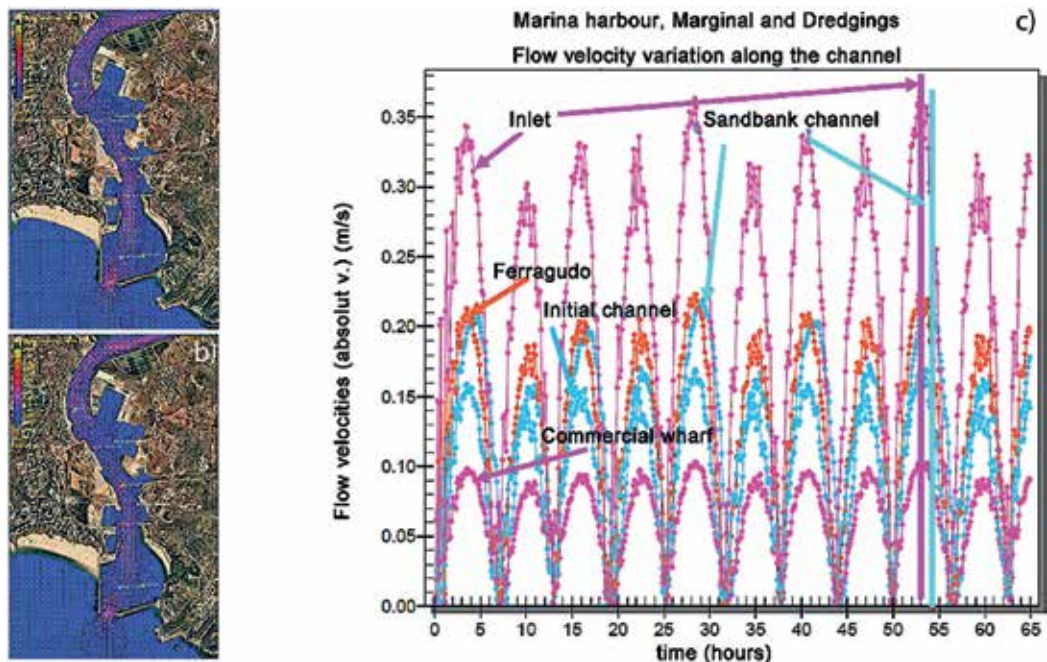 a)
b)
Marina harbour, Marginal and Dredgings
c)
Flow velocity variation along the channel
Inlet
Sandbank channel
Ferragudo
Initial channel
Commercial wharf
Flow velocities (absolut v.) (m/s)
0.35
0.30
0.25
0.20
0.15
0.10
0.05
0.00
0 5 10 15 20 25 30 35 40 45 50 55 60 65
time (hours)